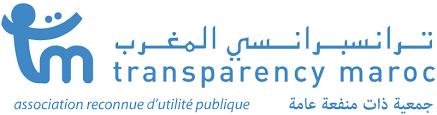 ترانسبرانسي المغرب
transparency maroc
association reconnue d'utilité publique جمعية ذات منفعة عامة